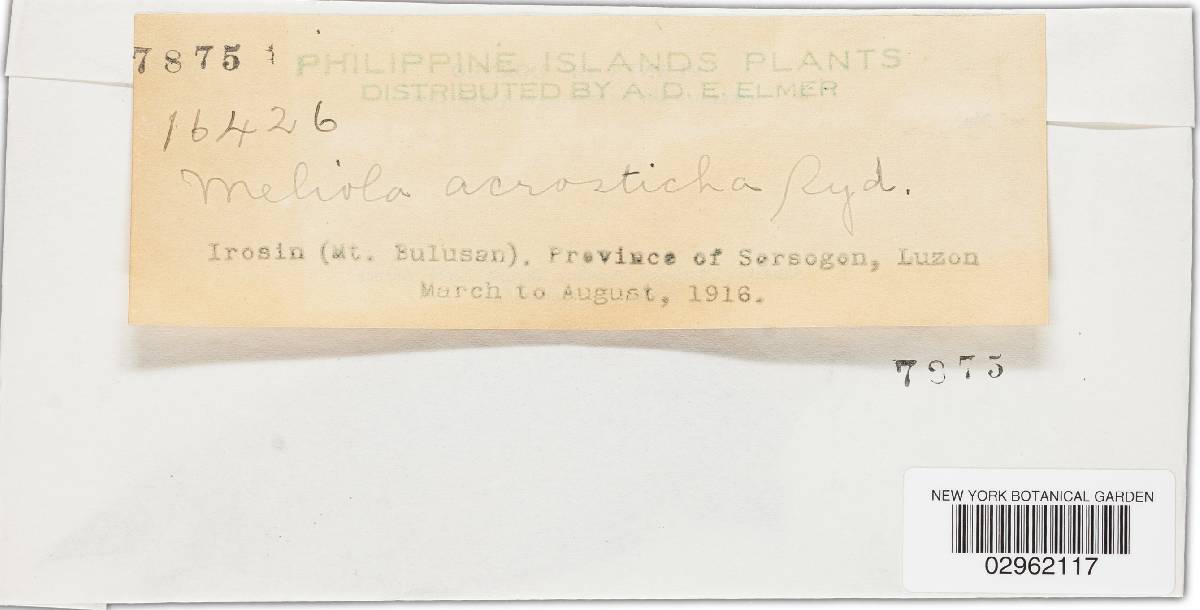 7875
PHILIPPINE ISLANDS PLANTS
DISTRIBUTED BY A. D. E. ELMER
16426
Meliola acrosticha Ryd.
Irosin (Mt. Bulusan), Province of Sorsogon, Luzon
March to August, 1916.
7875
NEW YORK BOTANICAL GARDEN
02962117